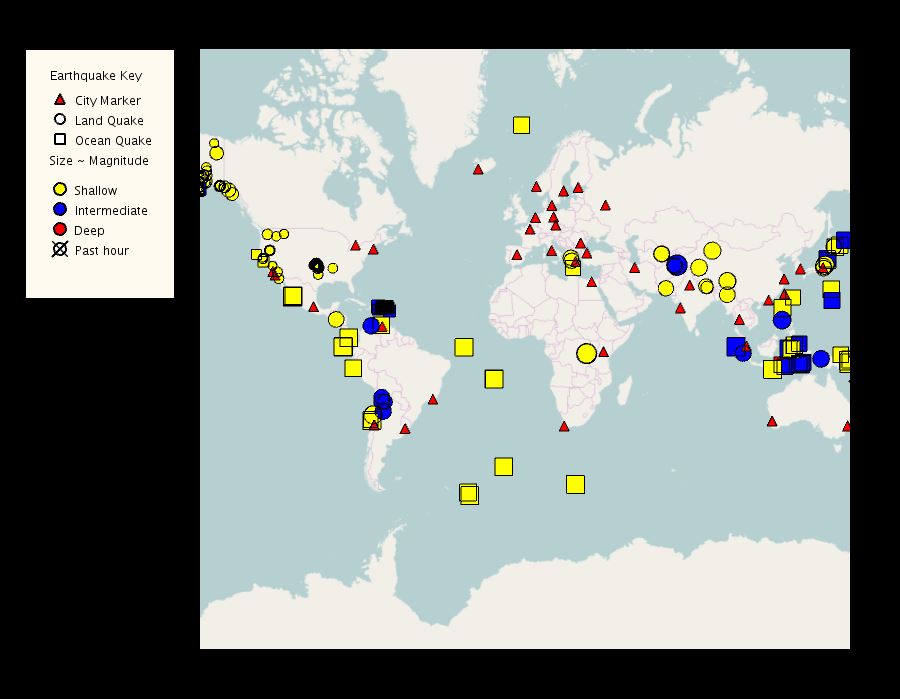 Earthquake Key
City Marker
Land Quake
Ocean Quake
Size ~ Magnitude
Shallow
Intermediate
Deep
Past hour